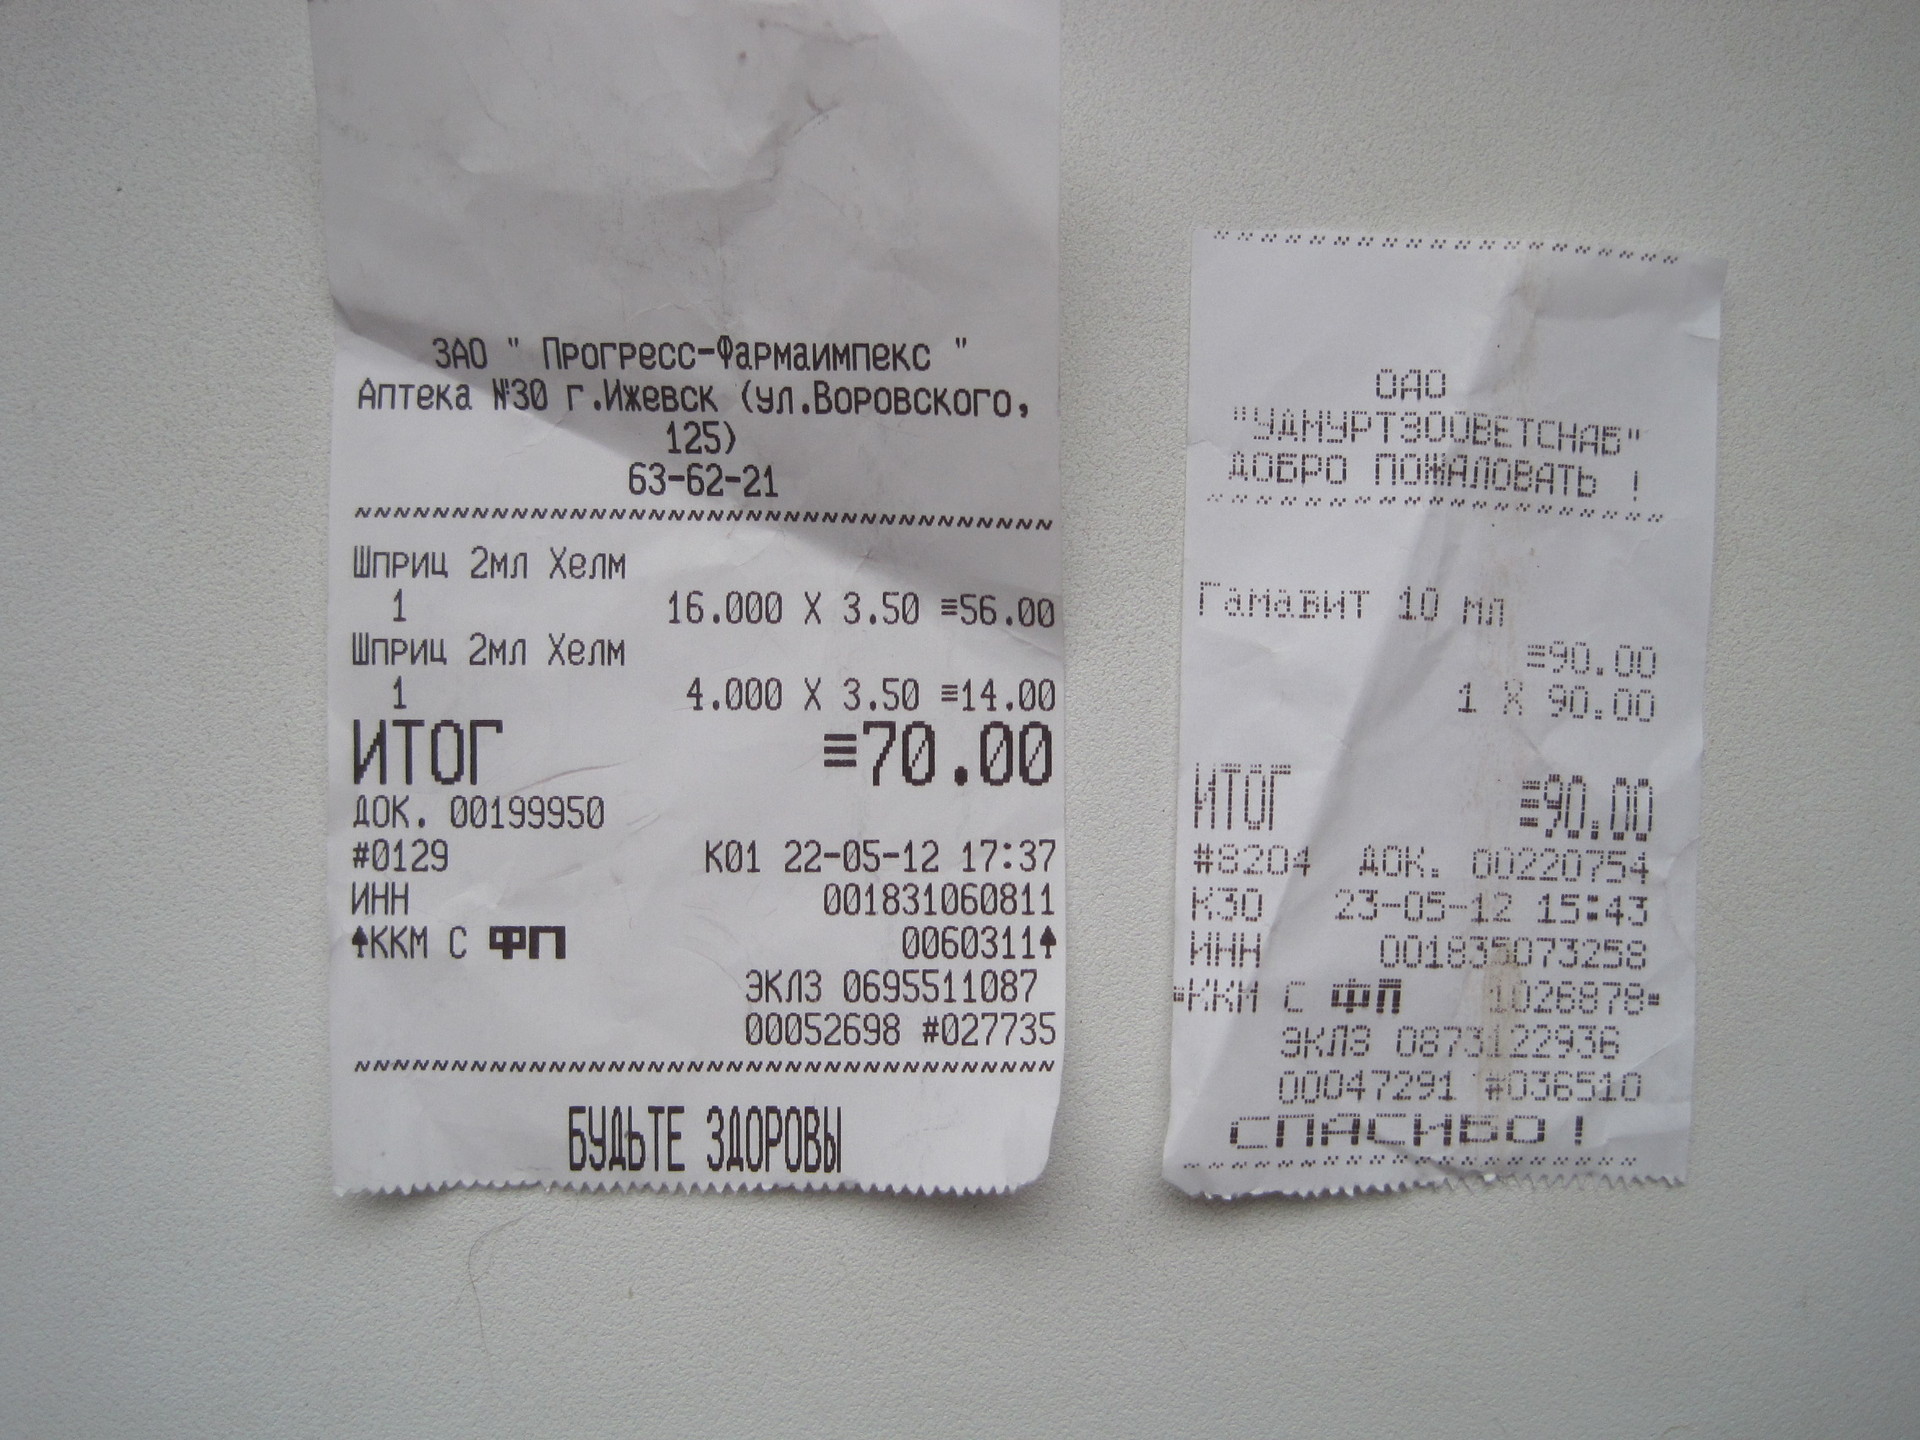 ЗАО " Прогресс-Фармаимпекс "
Аптека №30 г.Ижевск (ул.Воровского,
125)
63-62-21
~~~~~~~~~~~~~~~~~~~~~~~~~~~~~~~~~~~~
Шприц 2мл Хелм
1 16.000 X 3.50 ≡56.00
Шприц 2мл Хелм
1 4.000 X 3.50 ≡14.00
ИТОГ ≡70.00
ДОК. 00199950
#0129 К01 22-05-12 17:37
ИНН 001831060811
♠ККМ С ФП 0060311♠
ЭКЛЗ 0695511087
00052698 #027735
~~~~~~~~~~~~~~~~~~~~~~~~~~~~~~~~~~~~
БУДЬТЕ ЗДОРОВЫ
~~~~~~~~~~~~~~~~~~~~~~~~
ОАО
"УДМУРТЗООВЕТСНАБ"
ДОБРО ПОЖАЛОВАТЬ !
~~~~~~~~~~~~~~~~~~~~~~~~
Гамавит 10 мл
≡90.00
1 X 90.00
ИТОГ ≡90.00
#8204 ДОК. 00220754
К30 23-05-12 15:43
ИНН 001835073258
▪ККМ С ФП 1026878▪
ЭКЛЗ 0873122936
00047291 #036510
СПАСИБО!
~~~~~~~~~~~~~~~~~~~~~~~~